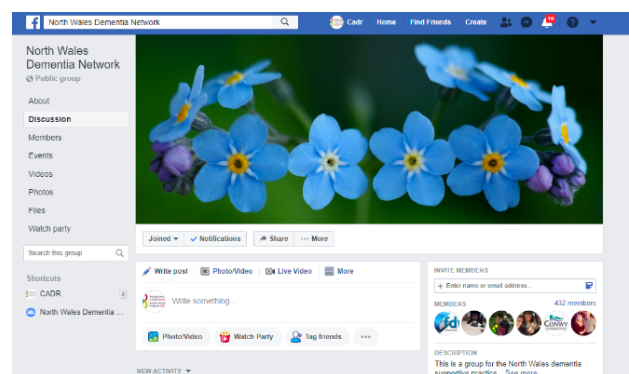 North Wales Dementia Network
Cadr
Home
Find Friends
Create
North Wales
Dementia Network
Public group
About
Discussion
Members
Events
Videos
Photos
Files
Watch party
Search this group
Shortcuts
CADR
North Wales Dementia ...
Joined
Notifications
Share
More
Write post
Photo/Video
Live Video
More
Write something...
Photo/Video
Watch Party
Tag friends
NEW ACTIVITY
INVITE MEMBERS
+ Enter name or email address...
MEMBERS
432 members
CONWY
DESCRIPTION
This is a group for the North Wales dementia
supportive practice... See more